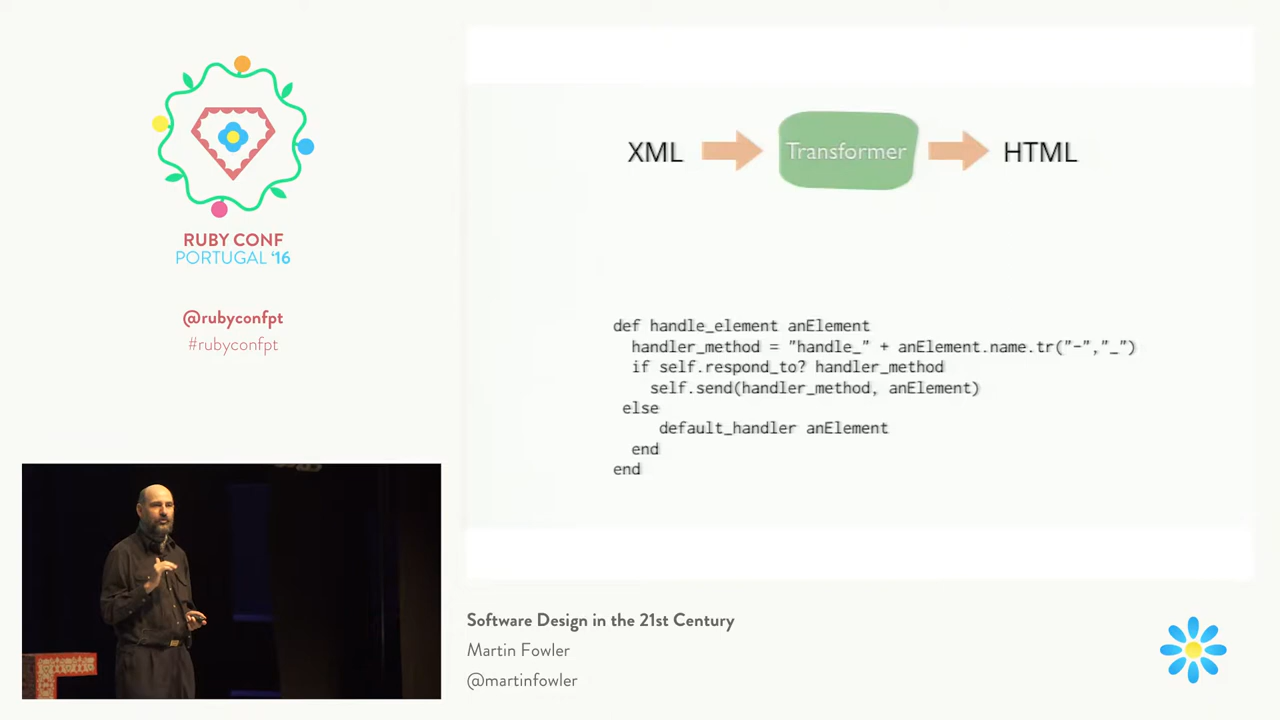 RUBY CONF
PORTUGAL ‘16
@rubyconfpt
#rubyconfpt
XML
Transformer
HTML
def handle_element anElement
handler_method = "handle_" + anElement.name.tr("-","_")
if self.respond_to? handler_method
self.send(handler_method, anElement)
else
default_handler anElement
end
end
Software Design in the 21st Century
Martin Fowler
@martinfowler